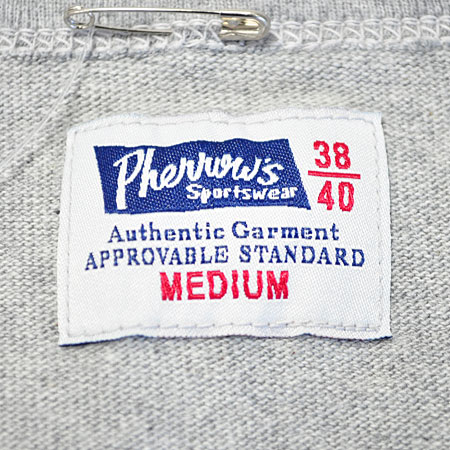 Pherrow's
Sportswear
38
40
Authentic Garment
APPROVABLE STANDARD
MEDIUM